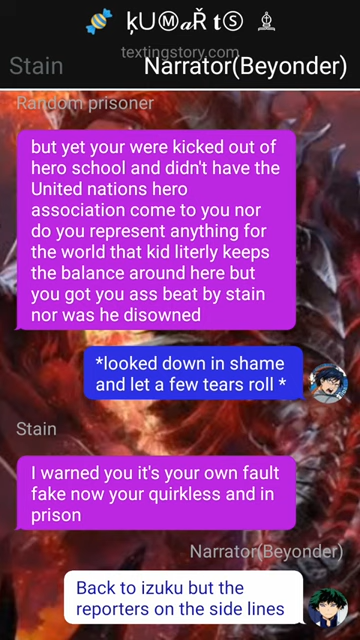 🍬 ķU Ⓜ𝒶Ř 𝐭Ⓢ ♗
textingstory.com
Stain Narrator(Beyonder)
Random prisoner
but yet your were kicked out of
hero school and didn't have the
United nations hero
association come to you nor
do you represent anything for
the world that kid literly keeps
the balance around here but
you got you ass beat by stain
nor was he disowned
*looked down in shame
and let a few tears roll *
Stain
I warned you it's your own fault
fake now your quirkless and in
prison
Narrator(Beyonder)
Back to izuku but the
reporters on the side lines